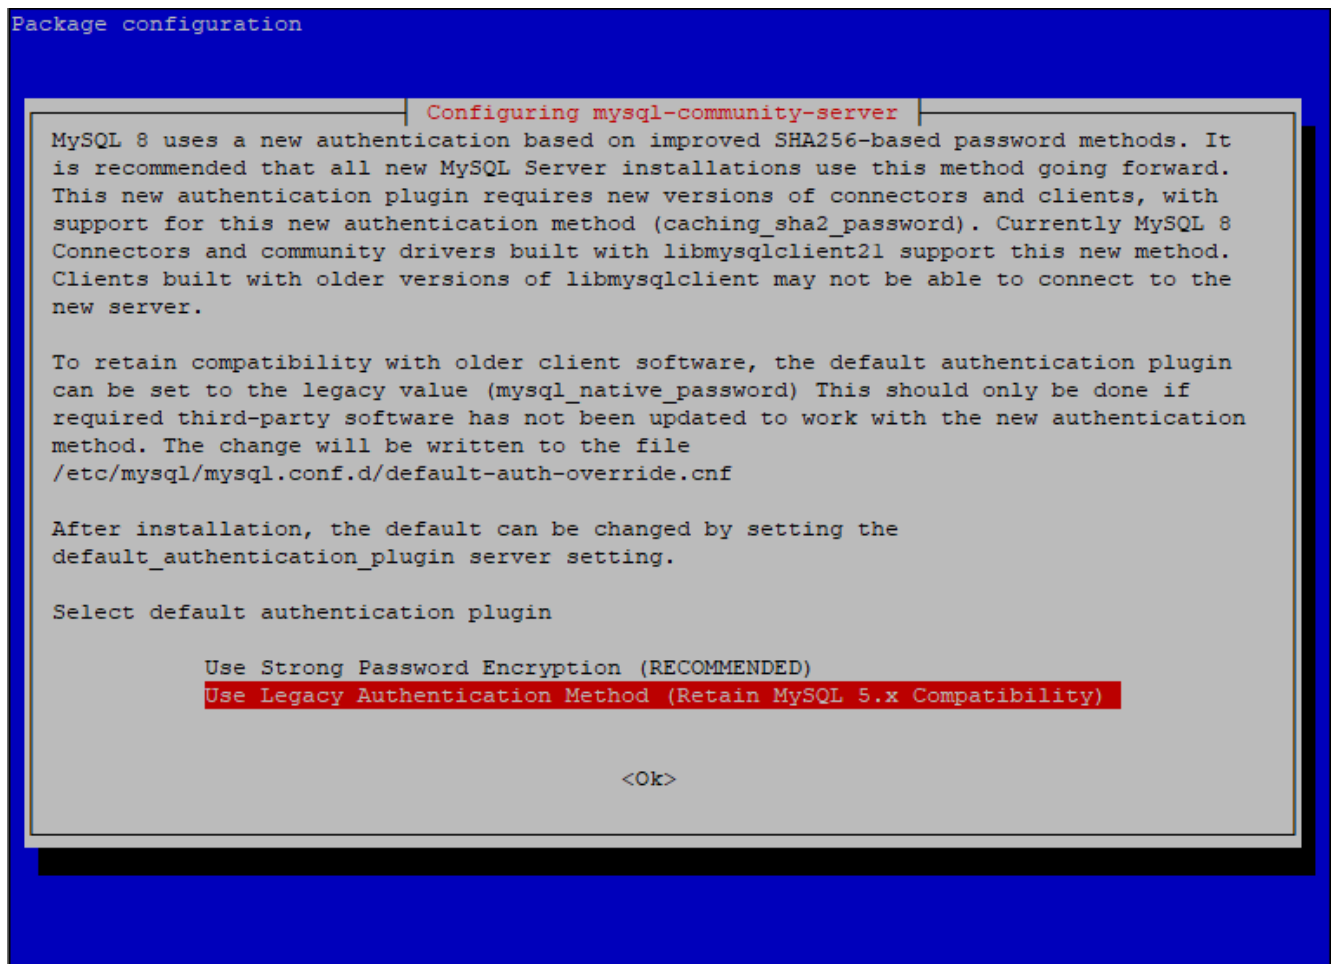 Package configuration
Configuring mysql-community-server
MySQL 8 uses a new authentication based on improved SHA256-based password methods. It
is recommended that all new MySQL Server installations use this method going forward.
This new authentication plugin requires new versions of connectors and clients, with
support for this new authentication method (caching_sha2_password). Currently MySQL 8
Connectors and community drivers built with libmysqlclient21 support this new method.
Clients built with older versions of libmysqlclient may not be able to connect to the
new server.
To retain compatibility with older client software, the default authentication plugin
can be set to the legacy value (mysql_native_password) This should only be done if
required third-party software has not been updated to work with the new authentication
method. The change will be written to the file
/etc/mysql/mysql.conf.d/default-auth-override.cnf
After installation, the default can be changed by setting the
default_authentication_plugin server setting.
Select default authentication plugin
Use Strong Password Encryption (RECOMMENDED)
Use Legacy Authentication Method (Retain MySQL 5.x Compatibility)
<Ok>